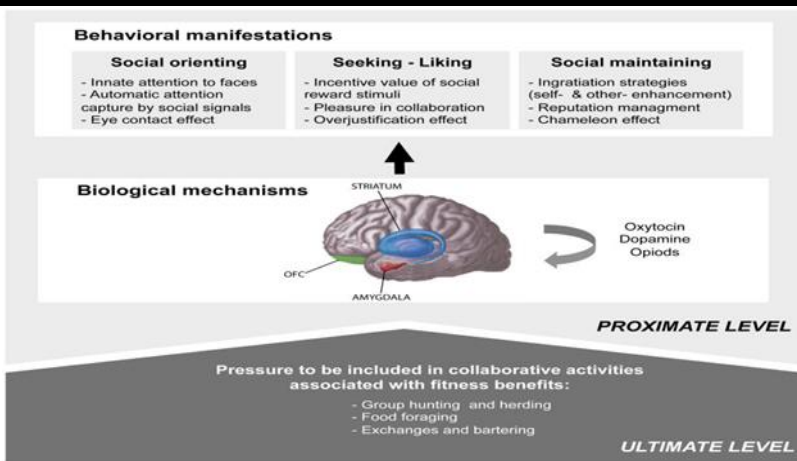 Behavioral manifestations
Social orienting
- Innate attention to faces
- Automatic attention
capture by social signals
- Eye contact effect
Seeking - Liking
- Incentive value of social
reward stimuli
- Pleasure in collaboration
- Overjustification effect
Social maintaining
- Ingratiation strategies
(self- & other- enhancement)
- Reputation managment
- Chameleon effect
Biological mechanisms
STRIATUM
OFC
AMYGDALA
Oxytocin
Dopamine
Opiods
PROXIMATE LEVEL
Pressure to be included in collaborative activities
associated with fitness benefits:
- Group hunting and herding
- Food foraging
- Exchanges and bartering
ULTIMATE LEVEL